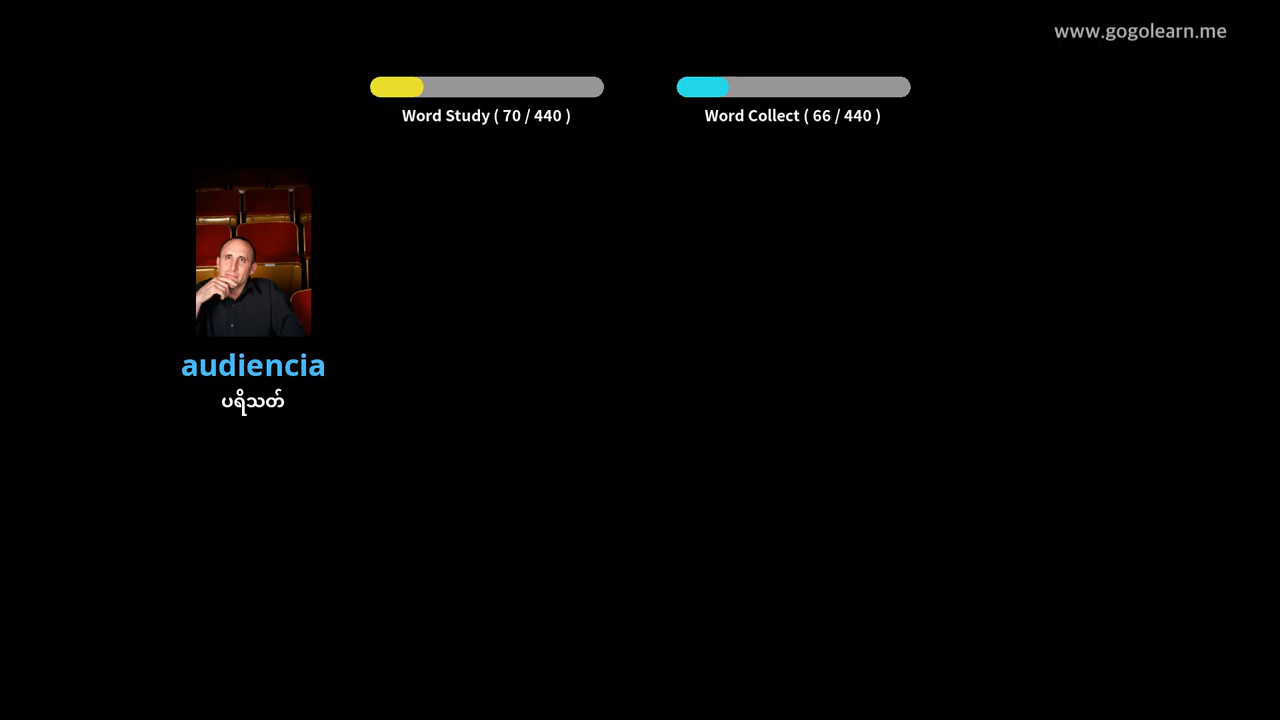 www.gogolearn.me
Word Study ( 70 / 440 )
Word Collect ( 66 / 440 )
audiencia
ပရိသတ်